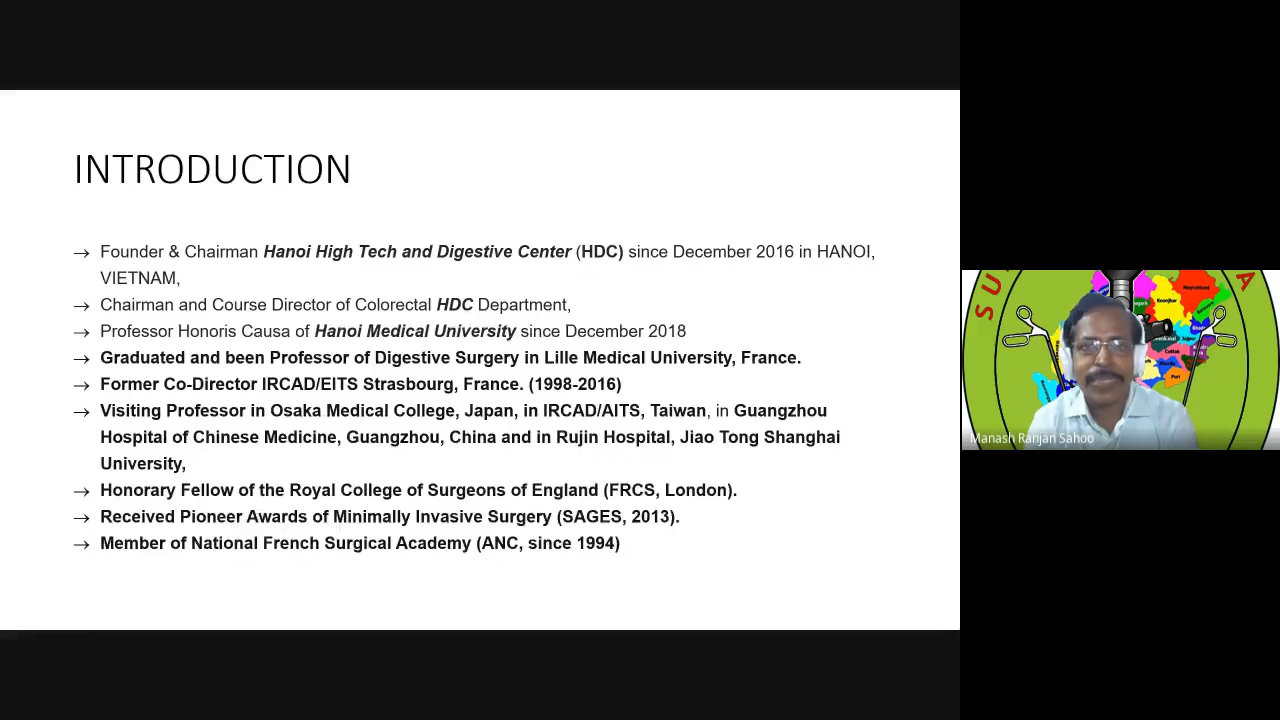 INTRODUCTION
→ Founder & Chairman Hanoi High Tech and Digestive Center (HDC) since December 2016 in HANOI,
VIETNAM,
→ Chairman and Course Director of Colorectal HDC Department,
→ Professor Honoris Causa of Hanoi Medical University since December 2018
→ Graduated and been Professor of Digestive Surgery in Lille Medical University, France.
→ Former Co-Director IRCAD/EITS Strasbourg, France. (1998-2016)
→ Visiting Professor in Osaka Medical College, Japan, in IRCAD/AITS, Taiwan, in Guangzhou
Hospital of Chinese Medicine, Guangzhou, China and in Rujin Hospital, Jiao Tong Shanghai
University,
→ Honorary Fellow of the Royal College of Surgeons of England (FRCS, London).
→ Received Pioneer Awards of Minimally Invasive Surgery (SAGES, 2013).
→ Member of National French Surgical Academy (ANC, since 1994)
Keonjhar
Cuttack
Puri
Manash Ranjan Sahoo